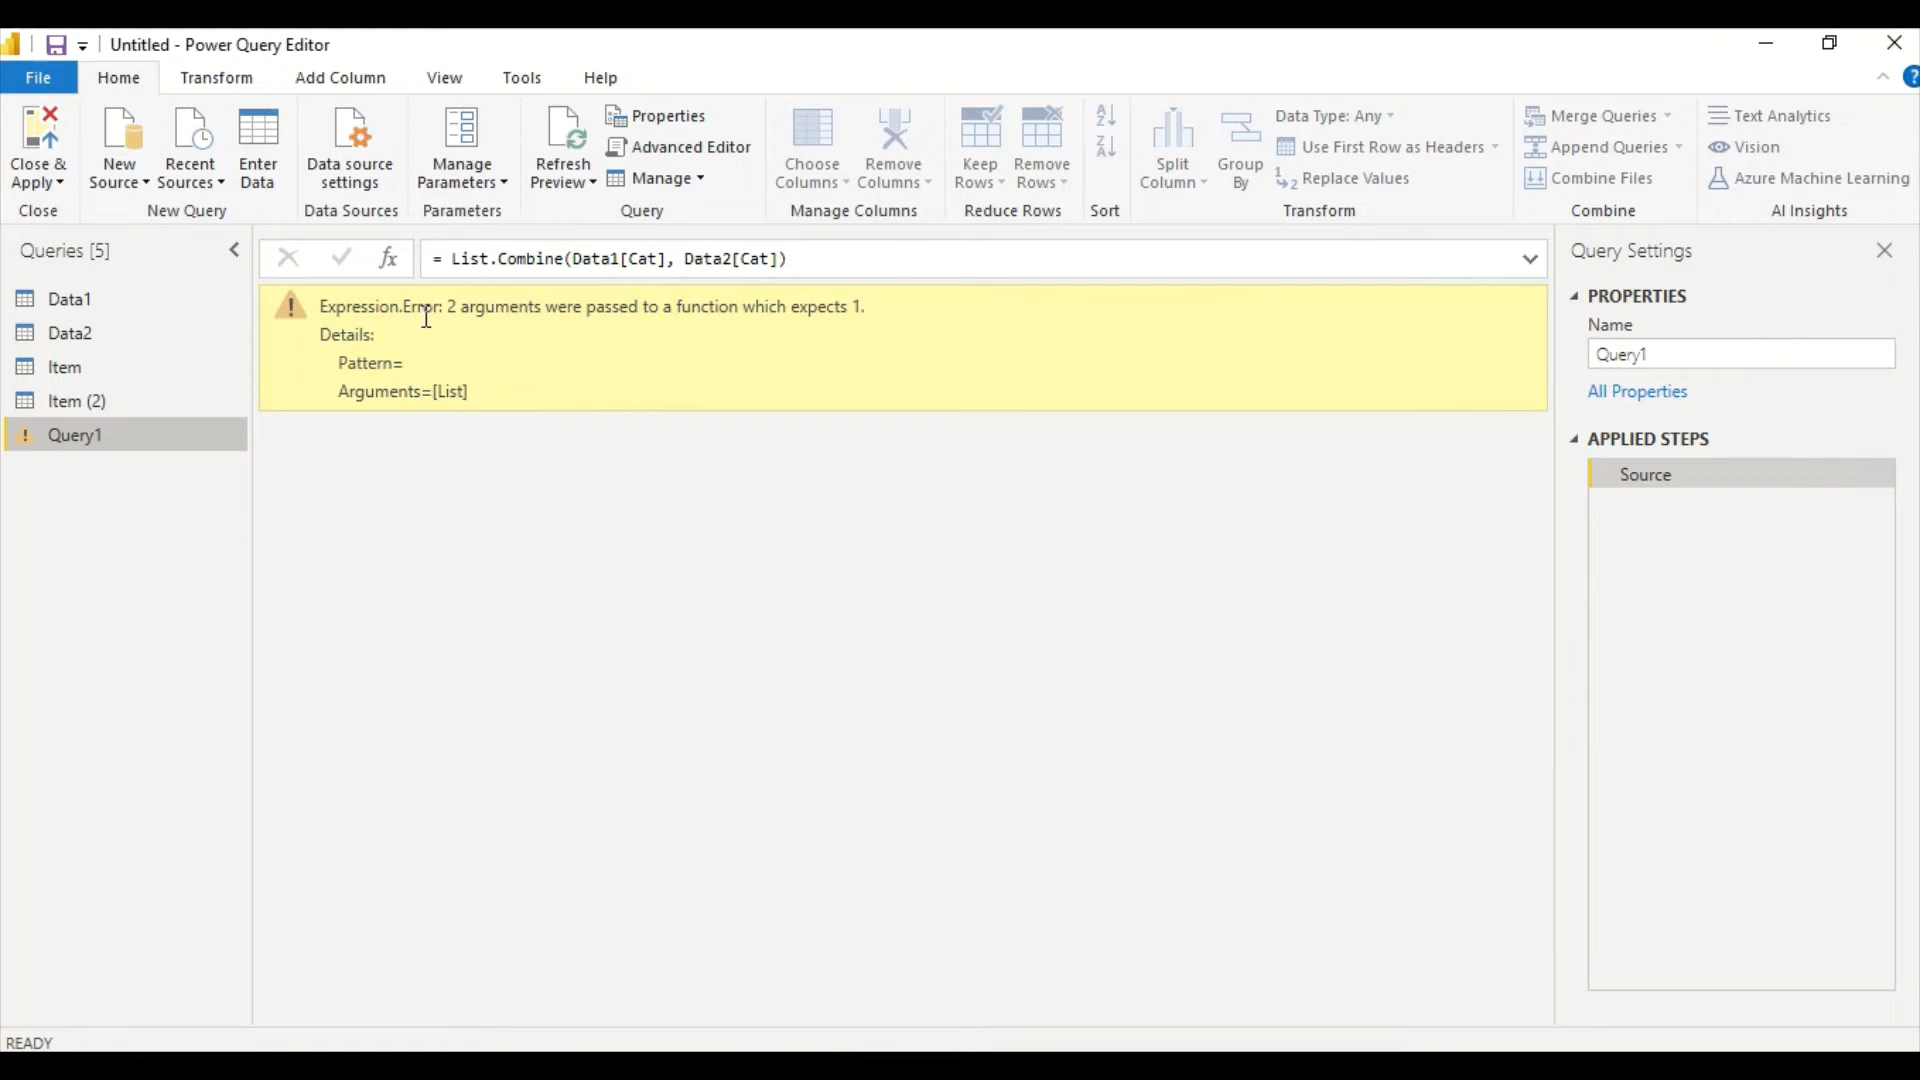 Untitled - Power Query Editor
File
Home
Transform
Add Column
View
Tools
Help
?
Close &
Apply
Close
New
Source
Recent
Sources
Enter
Data
New Query
Data source
settings
Data Sources
Manage
Parameters
Parameters
Refresh
Preview
Properties
Advanced Editor
Manage
Query
Choose
Columns
Remove
Columns
Manage Columns
Keep
Rows
Remove
Rows
Reduce Rows
A
Z
Z
A
Sort
Split
Column
Group
By
Data Type: Any
Use First Row as Headers
1
2
Replace Values
Transform
Merge Queries
Append Queries
Combine Files
Combine
Text Analytics
Vision
Azure Machine Learning
AI Insights
Queries [5]
Data1
Data2
Item
Item (2)
! Query1
fx
= List.Combine(Data1[Cat], Data2[Cat])
! Expression.Error: 2 arguments were passed to a function which expects 1.
Details:
Pattern=
Arguments=[List]
Query Settings
PROPERTIES
Name
Query1
All Properties
APPLIED STEPS
Source
READY